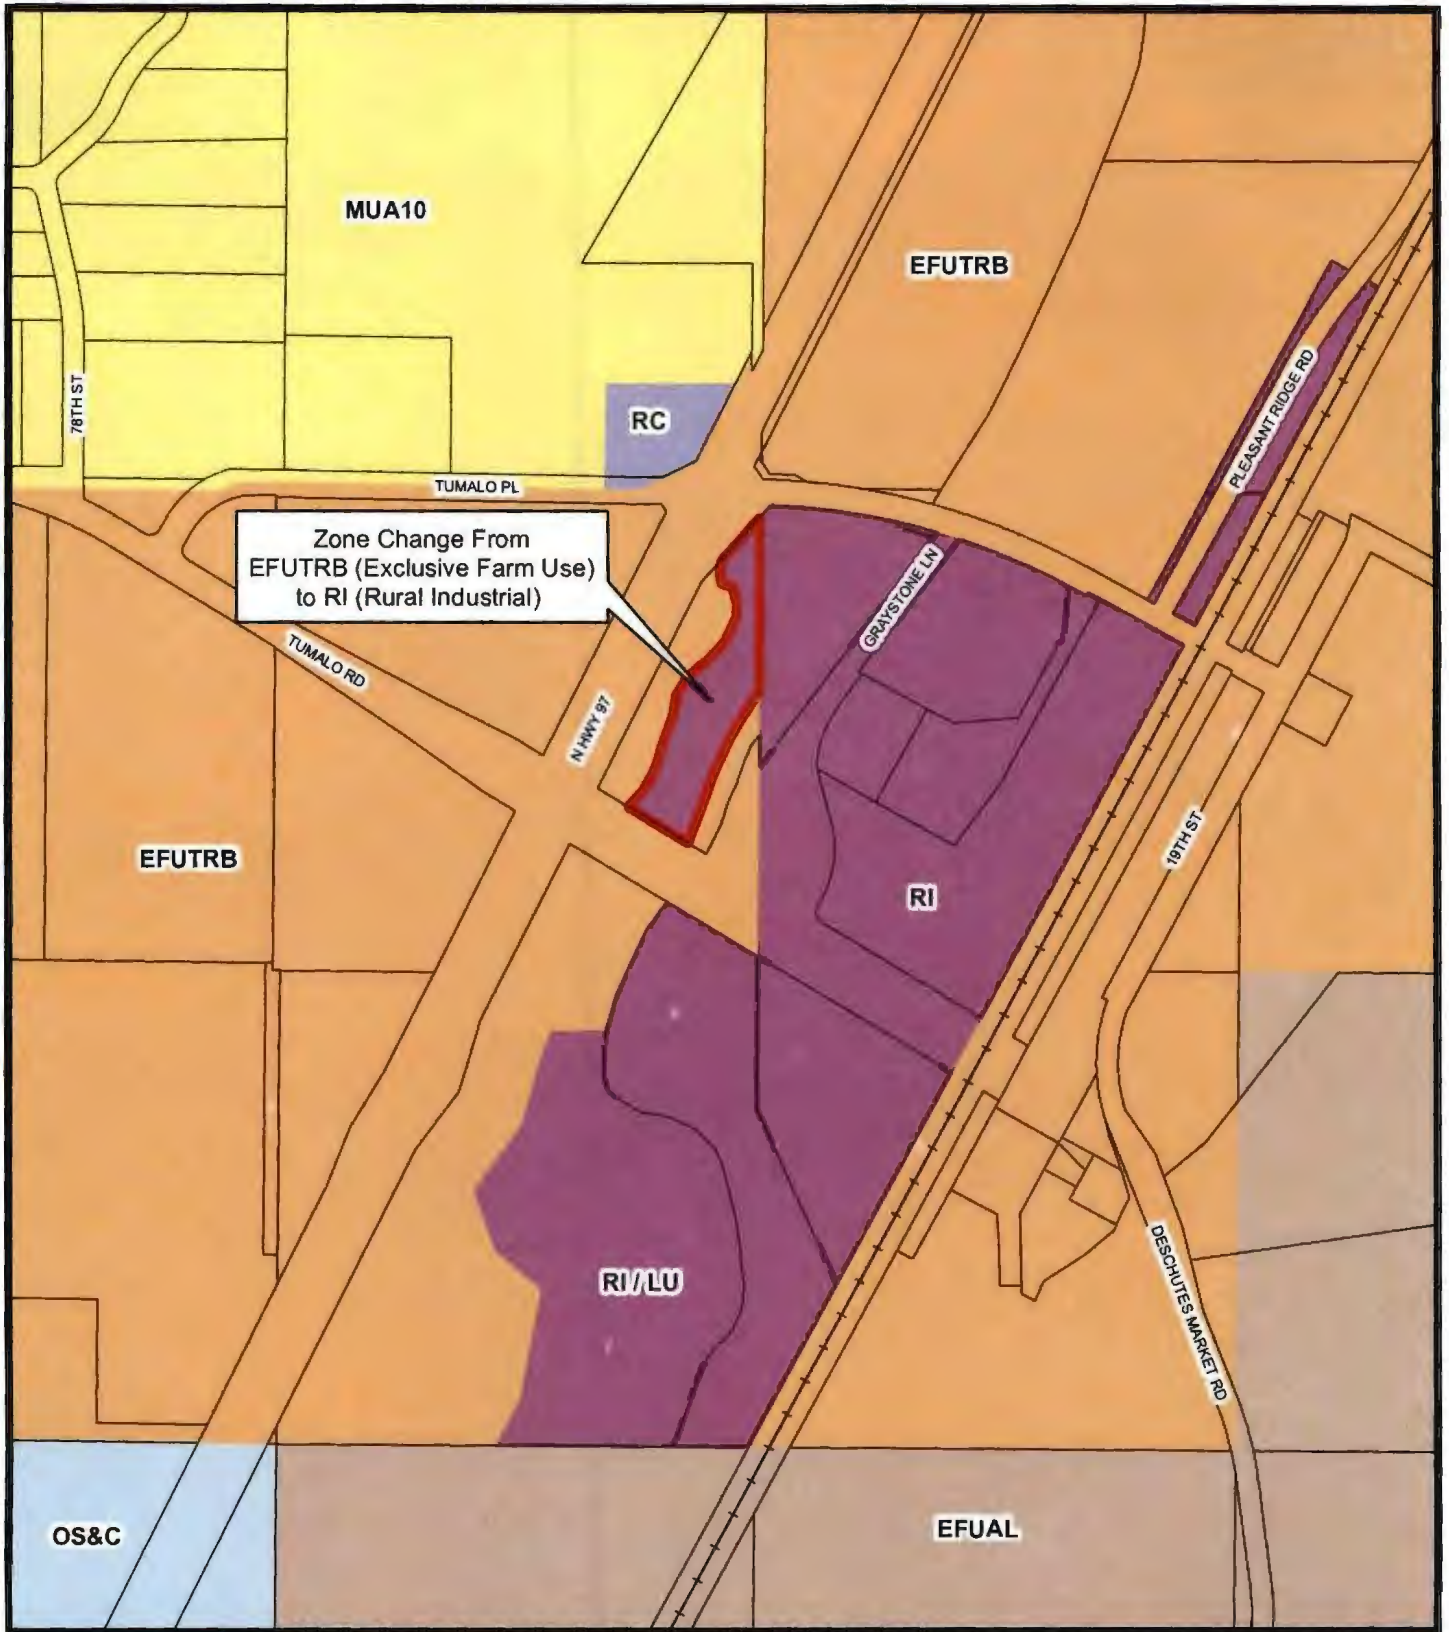 MUA10
EFUTRB
78TH ST
RC
PLEASANT RIDGE RD
TUMALO PL
Zone Change From
EFUTRB (Exclusive Farm Use)
to RI (Rural Industrial)
GRAYSTONE LN
TUMALO RD
N HWY 97
19TH ST
EFUTRB
RI
RI / LU
DESCHUTES MARKET RD
OS&C
EFUAL